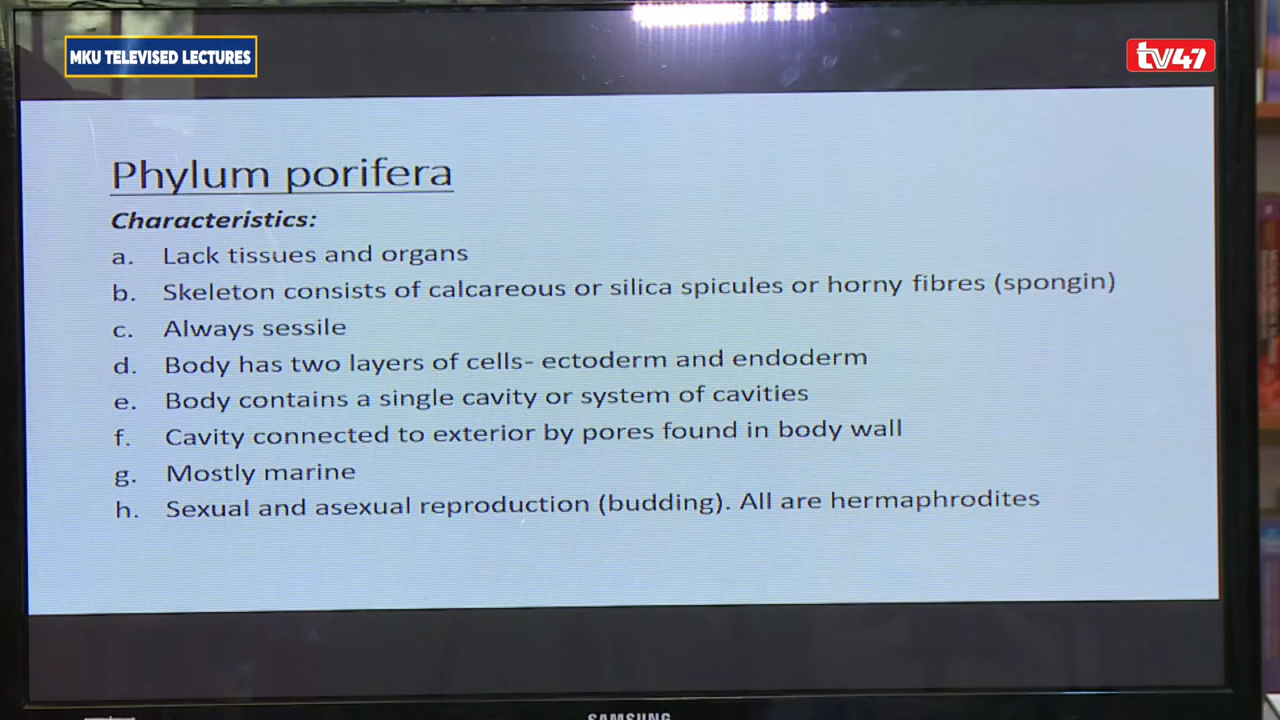 MKU TELEVISED LECTURES
tv47
Phylum porifera
Characteristics:
a. Lack tissues and organs
b. Skeleton consists of calcareous or silica spicules or horny fibres (spongin)
c. Always sessile
d. Body has two layers of cells- ectoderm and endoderm
e. Body contains a single cavity or system of cavities
f. Cavity connected to exterior by pores found in body wall
g. Mostly marine
h. Sexual and asexual reproduction (budding). All are hermaphrodites
SAMSUNG